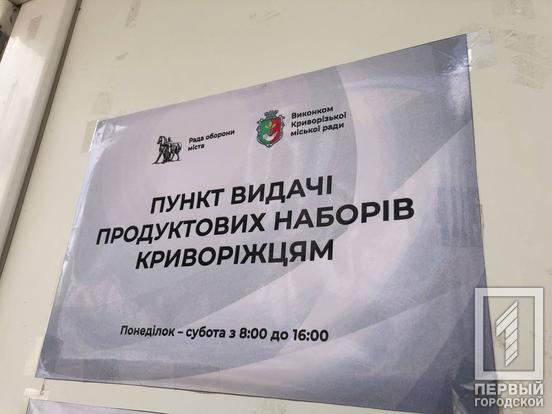 Рада оборони
міста
Виконком
Криворізької
міської ради
ПУНКТ ВИДАЧІ
ПРОДУКТОВИХ НАБОРІВ
КРИВОРІЖЦЯМ
Понеділок – субота з 8:00 до 16:00
ПЕРВЫЙ
ГОРОДСКОЙ